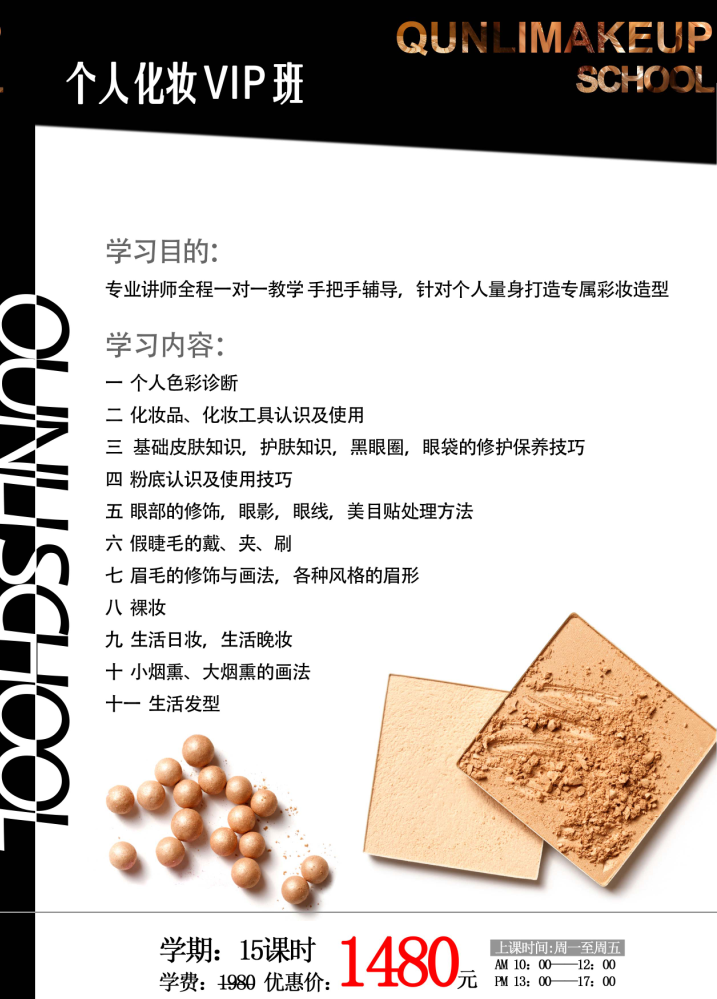 QUNLIMAKEUP
SCHOOL
个人化妆VIP班
学习目的:
专业讲师全程一对一教学 手把手辅导，针对个人量身打造专属彩妆造型
学习内容:
一 个人色彩诊断
二 化妆品、化妆工具认识及使用
三 基础皮肤知识，护肤知识，黑眼圈，眼袋的修护保养技巧
四 粉底认识及使用技巧
五 眼部的修饰，眼影，眼线，美目贴处理方法
六 假睫毛的戴、夹、刷
七 眉毛的修饰与画法，各种风格的眉形
八 裸妆
九 生活日妆，生活晚妆
十 小烟熏、大烟熏的画法
十一 生活发型
学期：15课时
学费：1980 优惠价：1480元
上课时间:周一至周五
AM 10：00——12：00
PM 13：00——17：00